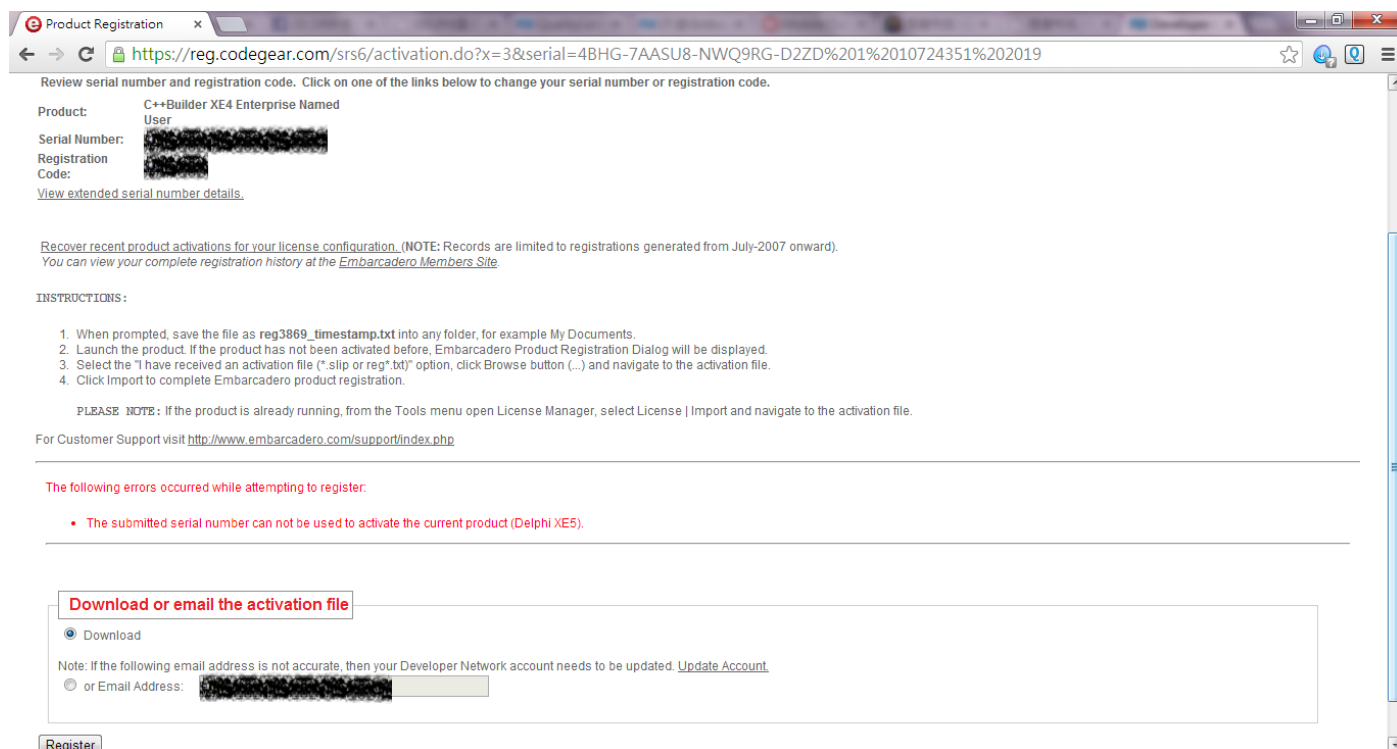 Product Registration
https://reg.codegear.com/srs6/activation.do?x=3&serial=4BHG-7AASU8-NWQ9RG-D2ZD%201%2010724351%202019
Review serial number and registration code. Click on one of the links below to change your serial number or registration code.
Product: C++Builder XE4 Enterprise Named
User
Serial Number:
Registration
Code:
View extended serial number details.
Recover recent product activations for your license configuration. (NOTE: Records are limited to registrations generated from July-2007 onward).
You can view your complete registration history at the Embarcadero Members Site.
INSTRUCTIONS:
1. When prompted, save the file as reg3869_timestamp.txt into any folder, for example My Documents.
2. Launch the product. If the product has not been activated before, Embarcadero Product Registration Dialog will be displayed.
3. Select the "I have received an activation file (*.slip or reg*.txt)" option, click Browse button (...) and navigate to the activation file.
4. Click Import to complete Embarcadero product registration.
PLEASE NOTE: If the product is already running, from the Tools menu open License Manager, select License | Import and navigate to the activation file.
For Customer Support visit http://www.embarcadero.com/support/index.php
The following errors occurred while attempting to register:
• The submitted serial number can not be used to activate the current product (Delphi XE5).
Download or email the activation file
Download
Note: If the following email address is not accurate, then your Developer Network account needs to be updated. Update Account.
or Email Address:
Register